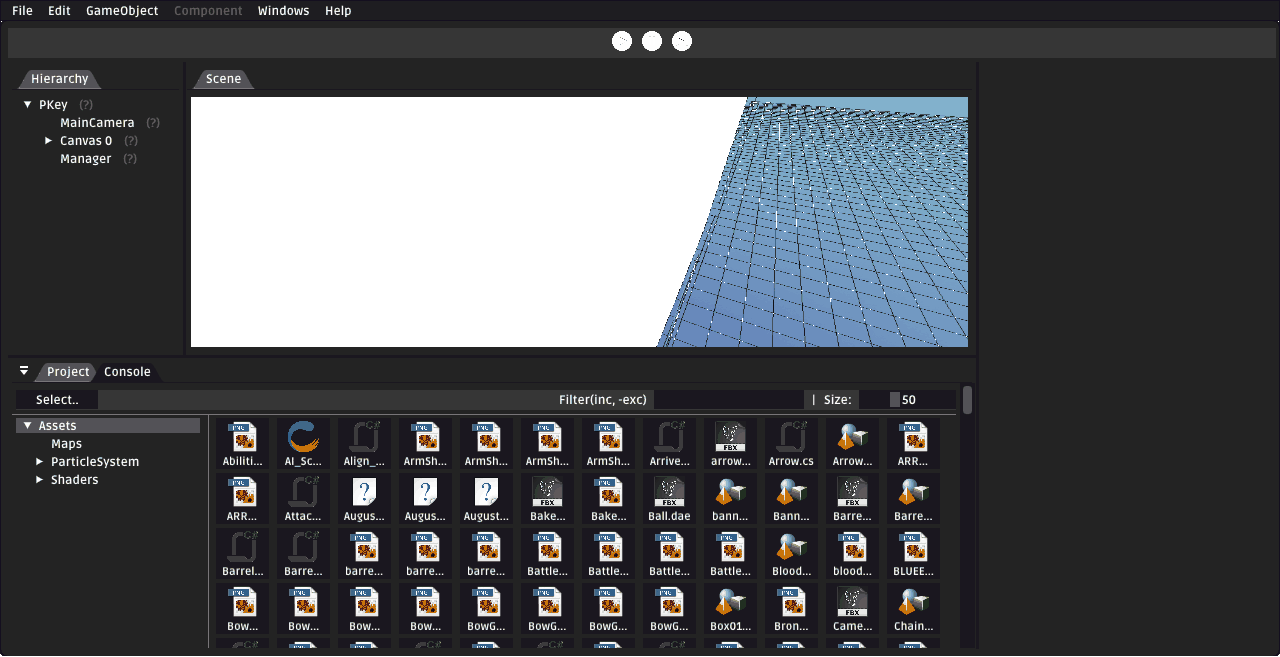 File Edit GameObject Component Windows Help
Hierarchy
Scene
PKey (?)
MainCamera (?)
Canvas 0 (?)
Manager (?)
Project Console
Select.. Filter(inc, -exc) | Size: 50
Assets
Maps
ParticleSystem
Shaders
Abiliti... AI_Sc... Align_... ArmSh... ArmSh... ArmSh... ArmSh... Arrive... arrow... Arrow.cs Arrow... ARR...
ARR... Attac... Augus... Augus... August... Bake... Bake... Ball.dae bann... Bann... Barre... Barre...
Barrel... Barre... barre... barre... barre... Battle... Battle... Battle... Battle... Blood... blood... BLUEE...
Bow... Bow... Bow... Bow... BowG... BowG... BowG... BowG... Box01... Bron... Came... Chain...